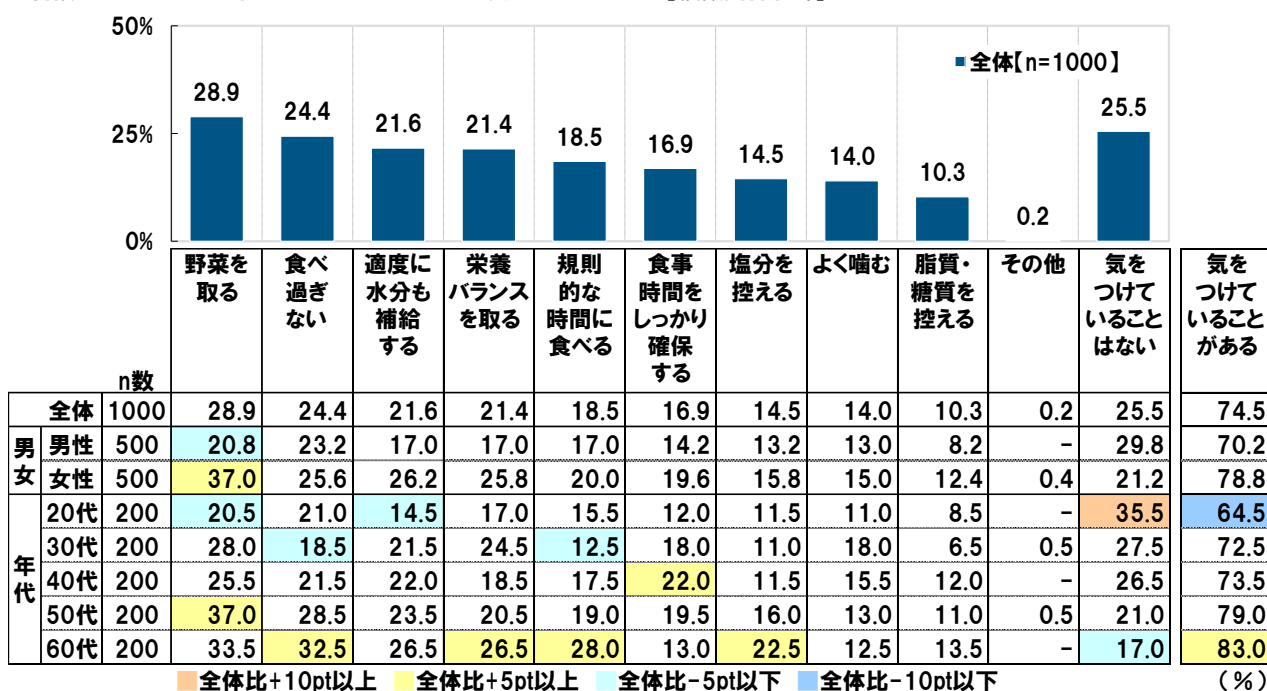 50%
25%
0%
■全体【n=1000】
28.9 24.4 21.6 21.4 18.5 16.9 14.5 14.0 10.3 0.2 25.5
n数
野菜を
取る
食べ
過ぎ
ない
適度に
水分も
補給
する
栄養
バランス
を取る
規則
的な
時間に
食べる
食事
時間を
しっかり
確保
する
塩分を
控える
よく噛む
脂質・
糖質を
控える
その他
気を
つけて
いること
はない
気を
つけて
いること
がある
全体 1000 28.9 24.4 21.6 21.4 18.5 16.9 14.5 14.0 10.3 0.2 25.5 74.5
男女
男性 500 20.8 23.2 17.0 17.0 17.0 14.2 13.2 13.0 8.2 - 29.8 70.2
女性 500 37.0 25.6 26.2 25.8 20.0 19.6 15.8 15.0 12.4 0.4 21.2 78.8
年代
20代 200 20.5 21.0 14.5 17.0 15.5 12.0 11.5 11.0 8.5 - 35.5 64.5
30代 200 28.0 18.5 21.5 24.5 12.5 18.0 11.0 18.0 6.5 0.5 27.5 72.5
40代 200 25.5 21.5 22.0 18.5 17.5 22.0 11.5 15.5 12.0 - 26.5 73.5
50代 200 37.0 28.5 23.5 20.5 19.0 19.5 16.0 13.0 11.0 0.5 21.0 79.0
60代 200 33.5 32.5 26.5 26.5 28.0 13.0 22.5 12.5 13.5 - 17.0 83.0
■全体比+10pt以上 ■全体比+5pt以上 ■全体比-5pt以下 ■全体比-10pt以下 (%)